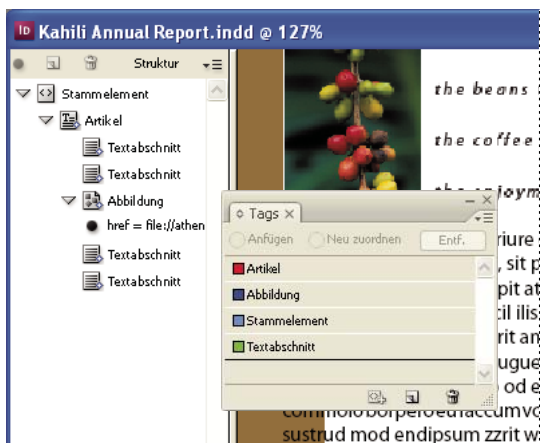 Kahili Annual Report.indd @ 127%
Struktur
Stammelement
Artikel
Textabschnitt
Textabschnitt
Abbildung
href = file://athen
Textabschnitt
Textabschnitt
the beans
the coffee
Tags
Anfügen
Neu zuordnen
Entf.
Artikel
Abbildung
Stammelement
Textabschnitt
sustrud mod endipsum zzrit w